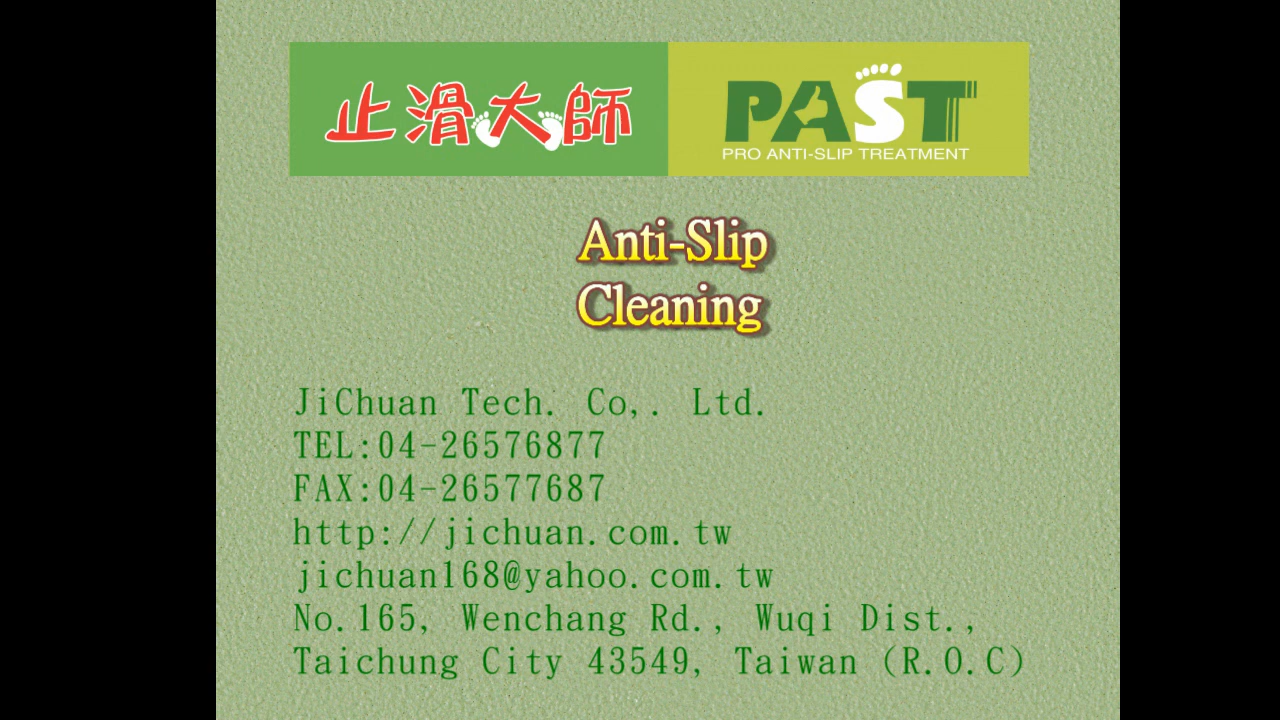 止滑大師
PAST
PRO ANTI-SLIP TREATMENT
Anti-Slip
Cleaning
JiChuan Tech. Co,. Ltd.
TEL:04-26576877
FAX:04-26577687
http://jichuan.com.tw
jichuan168@yahoo.com.tw
No.165, Wenchang Rd., Wuqi Dist.,
Taichung City 43549, Taiwan (R.O.C)